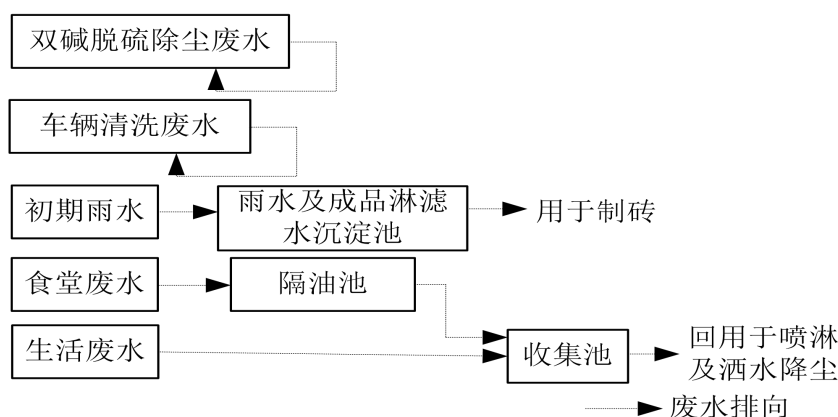 双碱脱硫除尘废水
车辆清洗废水
初期雨水
雨水及成品淋滤
水沉淀池
用于制砖
食堂废水
隔油池
生活废水
收集池
回用于喷淋
及洒水降尘
废水排向